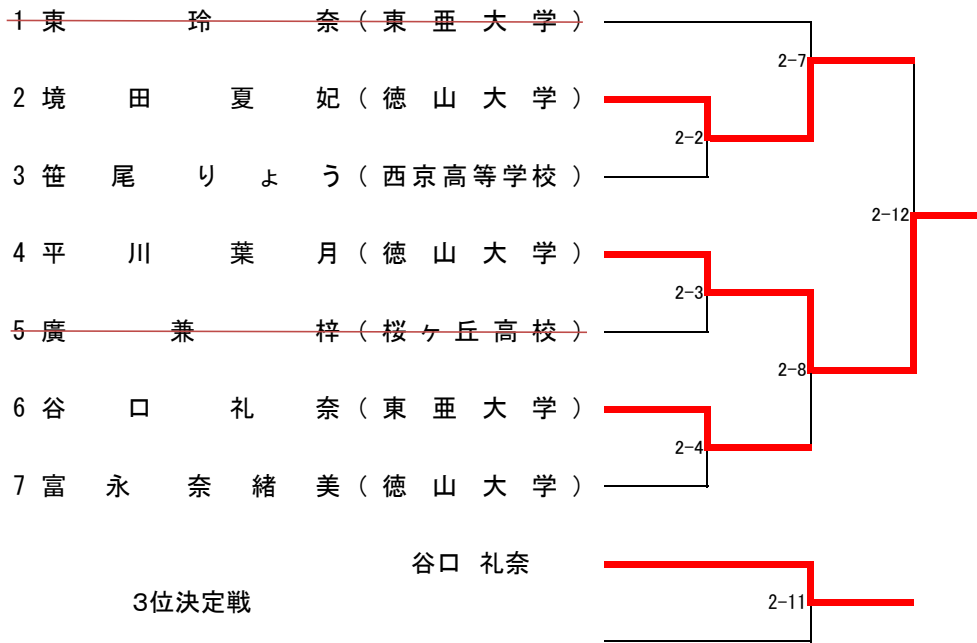 1 東玲奈（東亜大学）
2-7
2 境田夏妃（徳山大学）
2-2
3 笹尾りょう（西京高等学校）
2-12
4 平川葉月（徳山大学）
2-3
5 廣兼梓（桜ヶ丘高校）
2-8
6 谷口礼奈（東亜大学）
2-4
7 富永奈緒美（徳山大学）
谷口 礼奈
3位決定戦
2-11